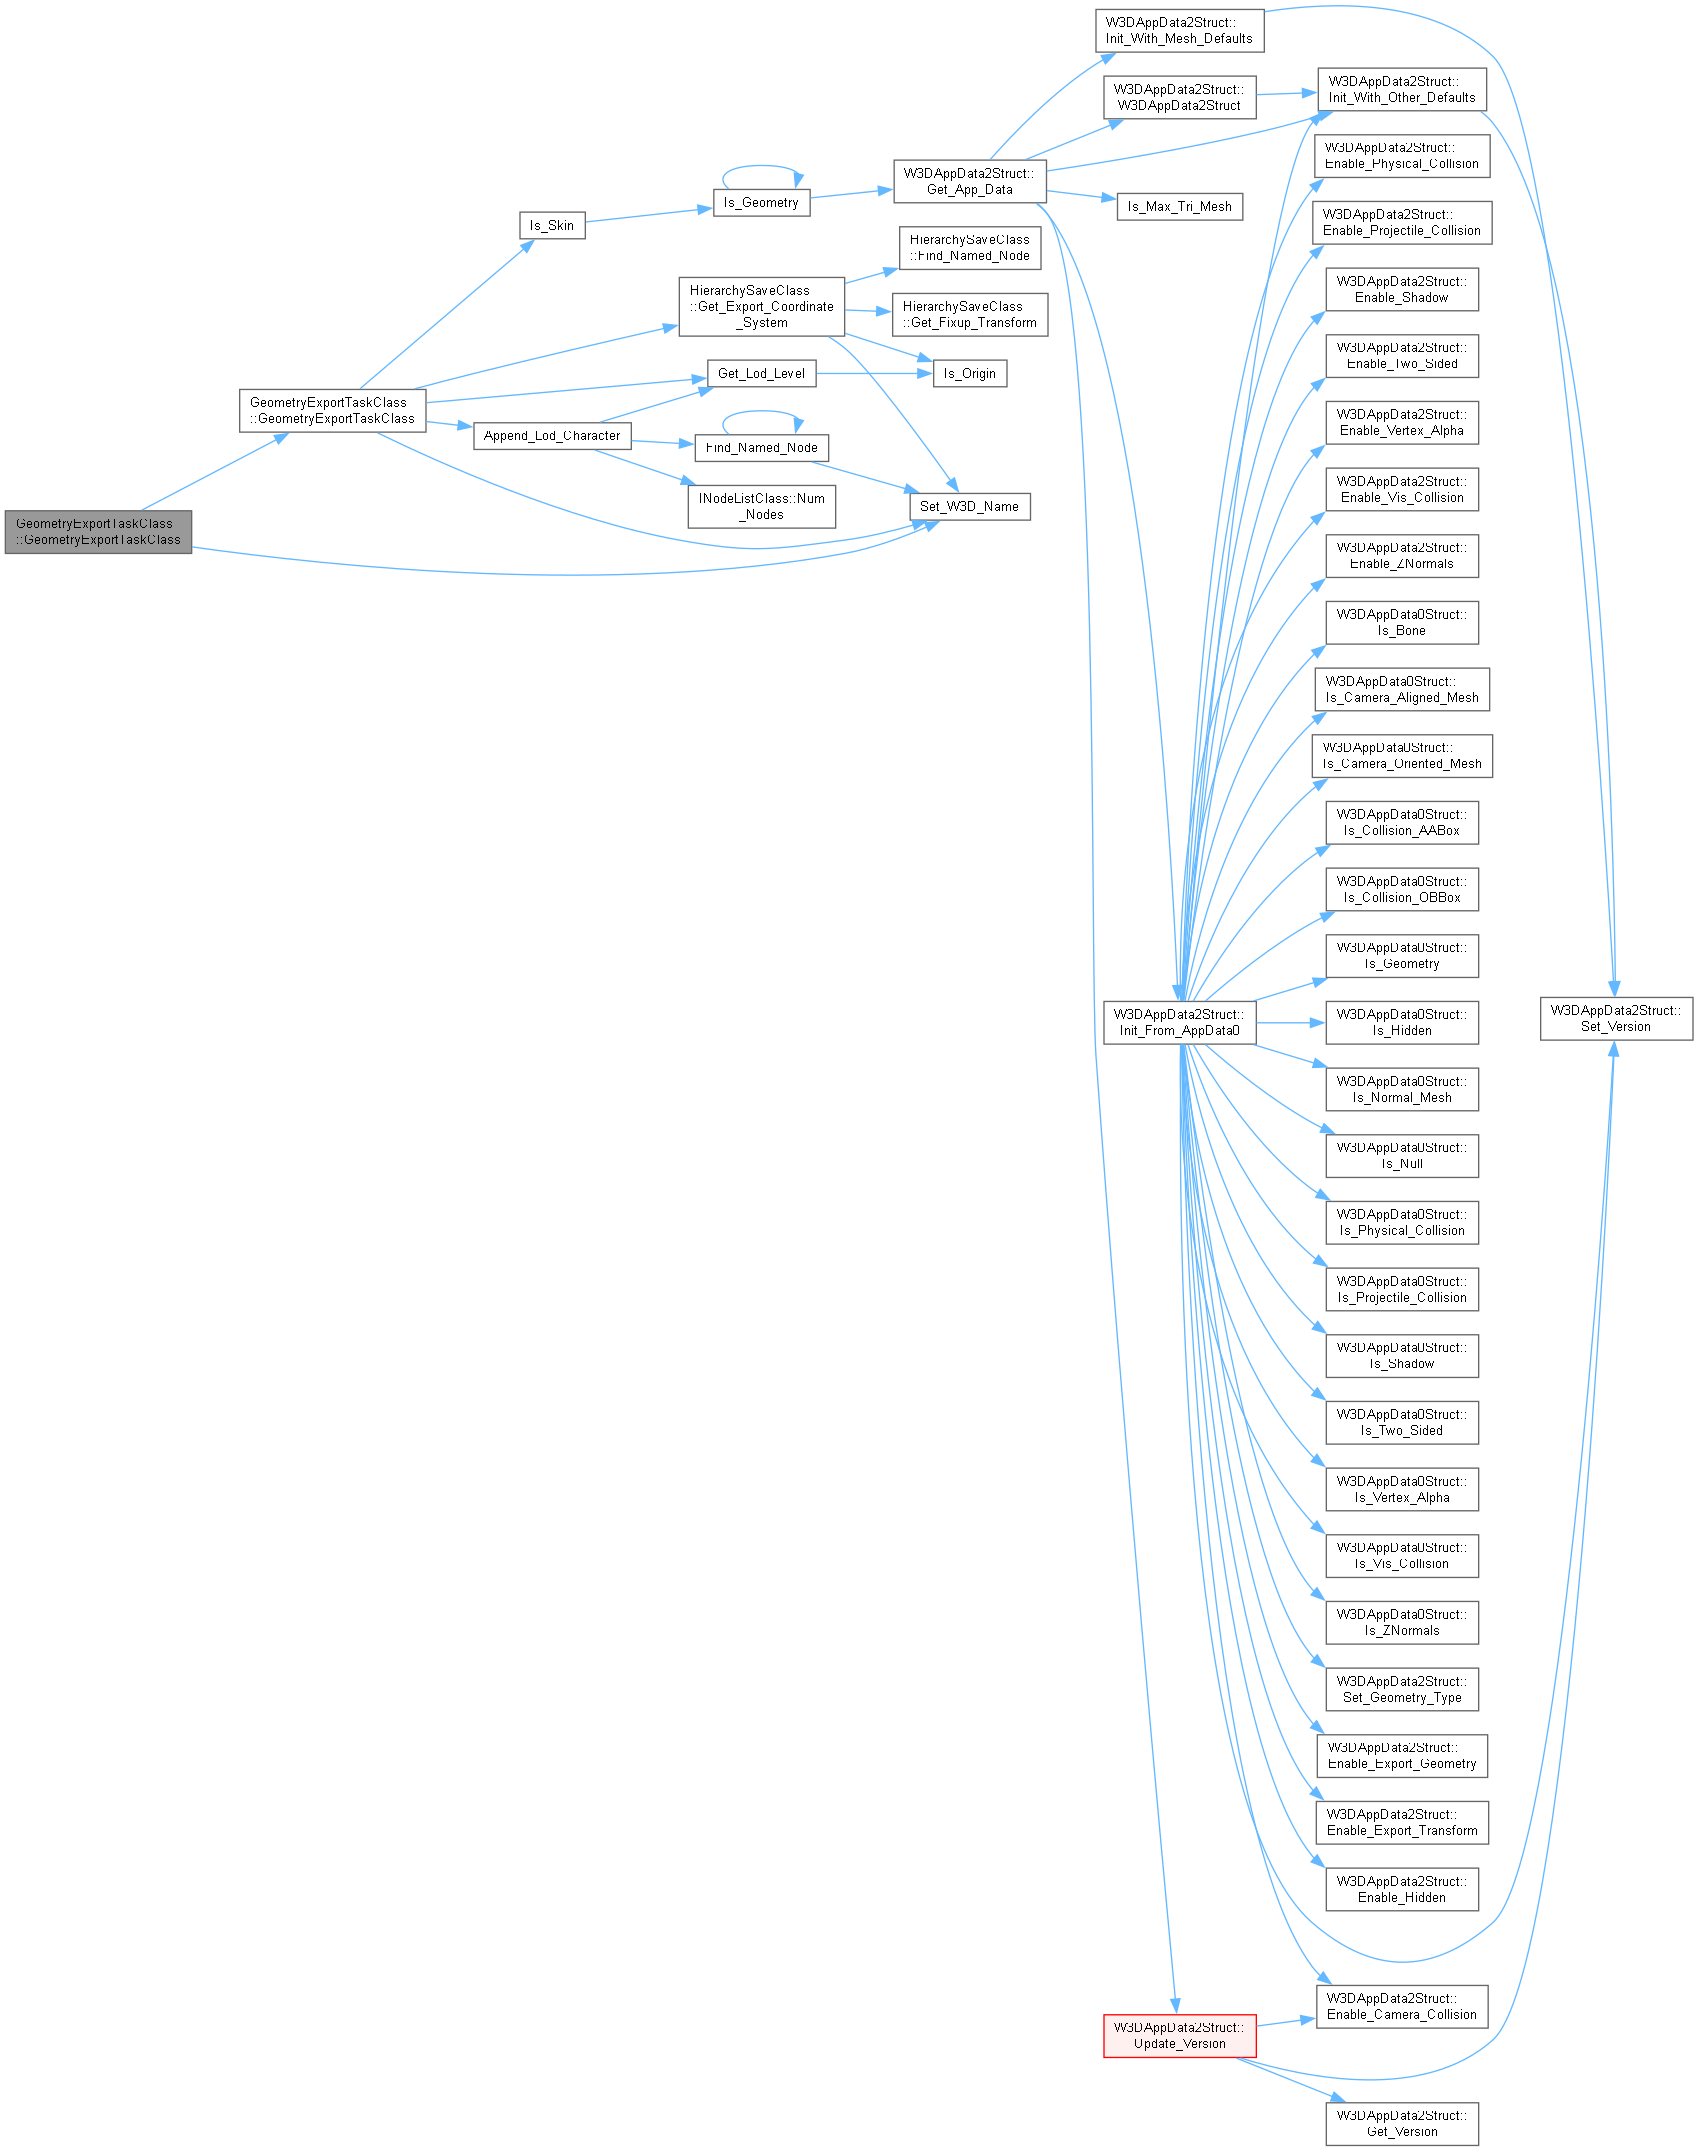 GeometryExportTaskClass
::GeometryExportTaskClass
GeometryExportTaskClass
::GeometryExportTaskClass
Is_Skin
Is_Geometry
HierarchySaveClass
::Get_Export_Coordinate
_System
Get_Lod_Level
Append_Lod_Character
Find_Named_Node
INodeListClass::Num
_Nodes
W3DAppData2Struct::
Get_App_Data
HierarchySaveClass
::Find_Named_Node
HierarchySaveClass
::Get_Fixup_Transform
Is_Origin
Set_W3D_Name
W3DAppData2Struct::
Init_With_Mesh_Defaults
W3DAppData2Struct::
W3DAppData2Struct
Is_Max_Tri_Mesh
W3DAppData2Struct::
Init_From_AppData0
W3DAppData2Struct::
Update_Version
W3DAppData2Struct::
Init_With_Other_Defaults
W3DAppData2Struct::
Enable_Physical_Collision
W3DAppData2Struct::
Enable_Projectile_Collision
W3DAppData2Struct::
Enable_Shadow
W3DAppData2Struct::
Enable_Two_Sided
W3DAppData2Struct::
Enable_Vertex_Alpha
W3DAppData2Struct::
Enable_Vis_Collision
W3DAppData2Struct::
Enable_ZNormals
W3DAppData0Struct::
Is_Bone
W3DAppData0Struct::
Is_Camera_Aligned_Mesh
W3DAppData0Struct::
Is_Camera_Oriented_Mesh
W3DAppData0Struct::
Is_Collision_AABox
W3DAppData0Struct::
Is_Collision_OBBox
W3DAppData0Struct::
Is_Geometry
W3DAppData0Struct::
Is_Hidden
W3DAppData0Struct::
Is_Normal_Mesh
W3DAppData0Struct::
Is_Null
W3DAppData0Struct::
Is_Physical_Collision
W3DAppData0Struct::
Is_Projectile_Collision
W3DAppData0Struct::
Is_Shadow
W3DAppData0Struct::
Is_Two_Sided
W3DAppData0Struct::
Is_Vertex_Alpha
W3DAppData0Struct::
Is_Vis_Collision
W3DAppData0Struct::
Is_ZNormals
W3DAppData2Struct::
Set_Geometry_Type
W3DAppData2Struct::
Enable_Export_Geometry
W3DAppData2Struct::
Enable_Export_Transform
W3DAppData2Struct::
Enable_Hidden
W3DAppData2Struct::
Enable_Camera_Collision
W3DAppData2Struct::
Get_Version
W3DAppData2Struct::
Set_Version